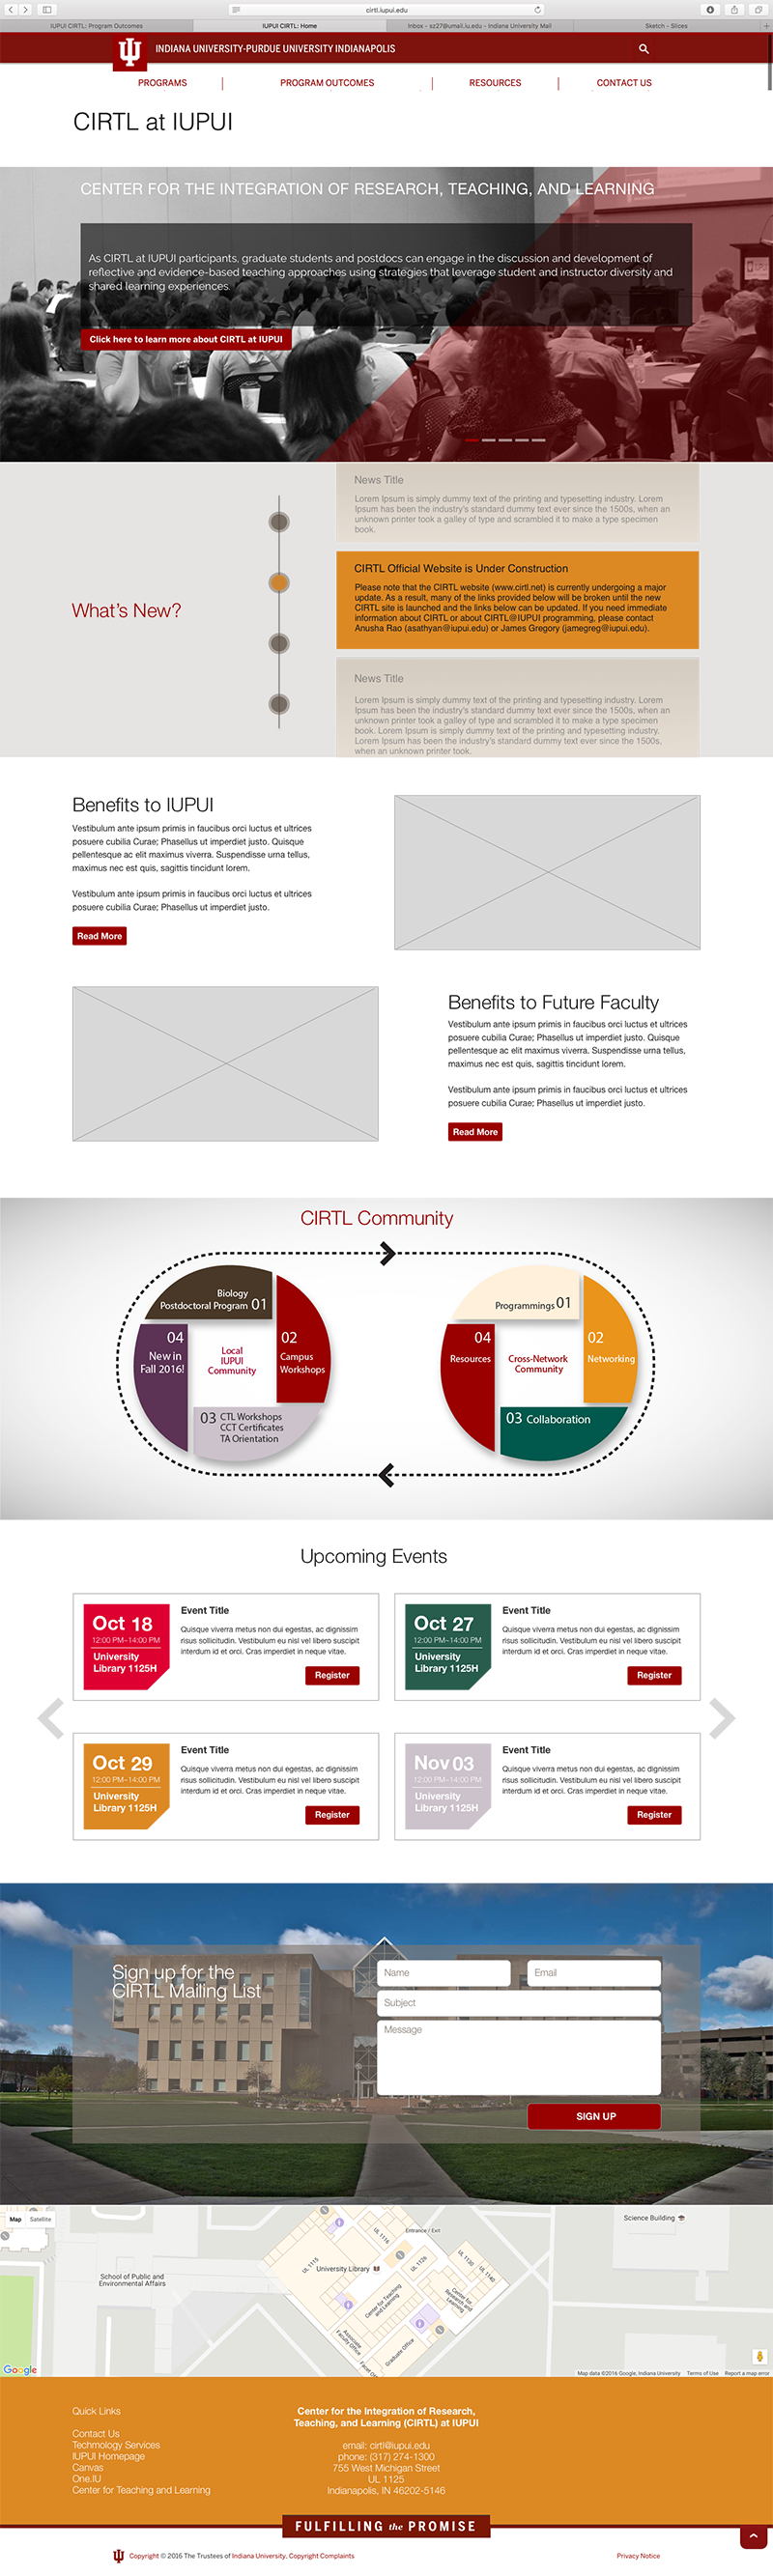 cirtl.iupui.edu
IUPUI CIRTL: Program Outcomes
IUPUI CIRTL: Home
Inbox - sz27@umail.iu.edu - Indiana University Mail
Sketch - Slices
INDIANA UNIVERSITY-PURDUE UNIVERSITY INDIANAPOLIS
PROGRAMS
PROGRAM OUTCOMES
RESOURCES
CONTACT US
CIRTL at IUPUI
CENTER FOR THE INTEGRATION OF RESEARCH, TEACHING, AND LEARNING
As CIRTL at IUPUI participants, graduate students and postdocs can engage in the discussion and development of
reflective and evidence-based teaching approaches using strategies that leverage student and instructor diversity and
shared learning experiences.
Click here to learn more about CIRTL at IUPUI
What's New?
News Title
Lorem Ipsum is simply dummy text of the printing and typesetting industry. Lorem
Ipsum has been the industry's standard dummy text ever since the 1500s, when an
unknown printer took a galley of type and scrambled it to make a type specimen
book.
CIRTL Official Website is Under Construction
Please note that the CIRTL website (www.cirtl.net) is currently undergoing a major
update. As a result, many of the links provided below will be broken until the new
CIRTL site is launched and the links below can be updated. If you need immediate
information about CIRTL or about CIRTL@IUPUI programming, please contact
Anusha Rao (asathyan@iupui.edu) or James Gregory (jamegreg@iupui.edu).
News Title
Lorem Ipsum is simply dummy text of the printing and typesetting industry. Lorem
Ipsum has been the industry's standard dummy text ever since the 1500s, when an
unknown printer took a galley of type and scrambled it to make a type specimen
book. Lorem Ipsum is simply dummy text of the printing and typesetting industry.
Lorem Ipsum has been the industry's standard dummy text ever since the 1500s,
when an unknown printer took.
Benefits to IUPUI
Vestibulum ante ipsum primis in faucibus orci luctus et ultrices
posuere cubilia Curae; Phasellus ut imperdiet justo. Quisque
pellentesque ac elit maximus viverra. Suspendisse urna tellus,
maximus nec est quis, sagittis tincidunt lorem.
Vestibulum ante ipsum primis in faucibus orci luctus et ultrices
posuere cubilia Curae; Phasellus ut imperdiet justo.
Read More
Benefits to Future Faculty
Vestibulum ante ipsum primis in faucibus orci luctus et ultrices
posuere cubilia Curae; Phasellus ut imperdiet justo. Quisque
pellentesque ac elit maximus viverra. Suspendisse urna tellus,
maximus nec est quis, sagittis tincidunt lorem.
Vestibulum ante ipsum primis in faucibus orci luctus et ultrices
posuere cubilia Curae; Phasellus ut imperdiet justo.
Read More
CIRTL Community
Biology
Postdoctoral Program 01
02
Campus
Workshops
03 CTL Workshops
CCT Certificates
TA Orientation
04
New in
Fall 2016!
Local
IUPUI
Community
Programmings 01
02
Networking
03 Collaboration
04
Resources
Cross-Network
Community
Upcoming Events
Oct 18
12:00 PM~14:00 PM
University
Library 1125H
Event Title
Quisque viverra metus non dui egestas, ac dignissim
risus sollicitudin. Vestibulum eu nisl vel libero suscipit
interdum id et orci. Cras imperdiet in neque vitae.
Register
Oct 27
12:00 PM~14:00 PM
University
Library 1125H
Event Title
Quisque viverra metus non dui egestas, ac dignissim
risus sollicitudin. Vestibulum eu nisl vel libero suscipit
interdum id et orci. Cras imperdiet in neque vitae.
Register
Oct 29
12:00 PM~14:00 PM
University
Library 1125H
Event Title
Quisque viverra metus non dui egestas, ac dignissim
risus sollicitudin. Vestibulum eu nisl vel libero suscipit
interdum id et orci. Cras imperdiet in neque vitae.
Register
Nov 03
12:00 PM~14:00 PM
University
Library 1125H
Event Title
Quisque viverra metus non dui egestas, ac dignissim
risus sollicitudin. Vestibulum eu nisl vel libero suscipit
interdum id et orci. Cras imperdiet in neque vitae.
Register
Sign up for the
CIRTL Mailing List
Name
Email
Subject
Message
SIGN UP
Map
Satellite
School of Public and
Environmental Affairs
Science Building
Entrance / Exit
UL 1115
UL 1116
University Library
UL 1126
UL 1130
UL 1140
Center for Teaching
and Learning
Center for
Research and
Learning
Associate
Faculty Office
Graduate Office
Google
Map data ©2016 Google, Indiana University
Terms of Use
Report a map error
Quick Links
Contact Us
Technology Services
IUPUI Homepage
Canvas
One.IU
Center for Teaching and Learning
Center for the Integration of Research,
Teaching, and Learning (CIRTL) at IUPUI
email: cirtl@iupui.edu
phone: (317) 274-1300
755 West Michigan Street
UL 1125
Indianapolis, IN 46202-5146
FULFILLING the PROMISE
Copyright © 2016 The Trustees of Indiana University, Copyright Complaints
Privacy Notice